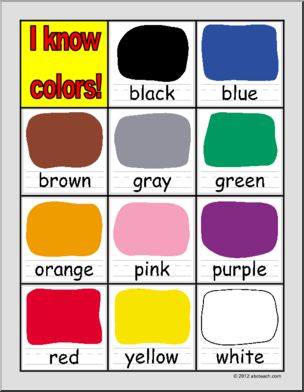 I know
colors!
black
blue
brown
gray
green
orange
pink
purple
red
yellow
white
© 2012 abcteach.com